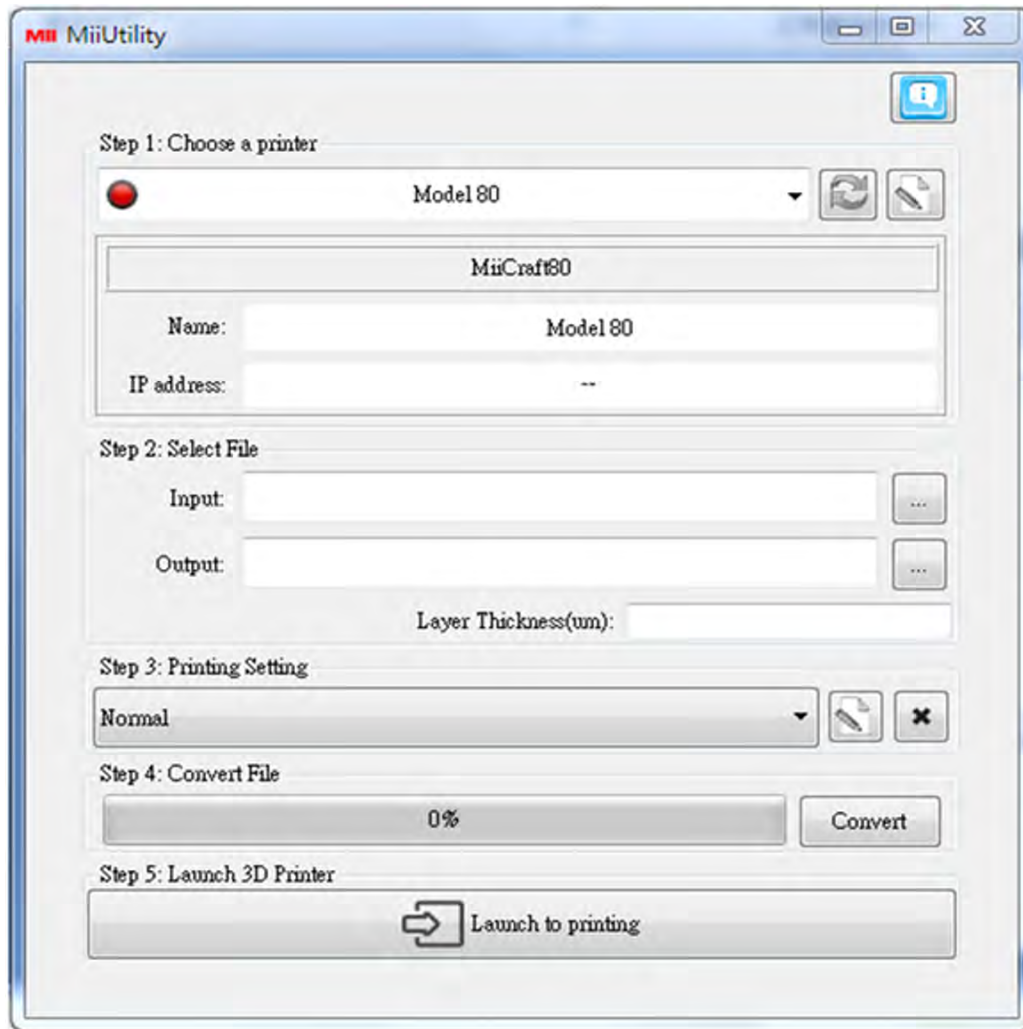 MII MiiUtility
Step 1: Choose a printer
Model 80
MiiCraft80
Name: Model 80
IP address: --
Step 2: Select File
Input: ...
Output: ...
Layer Thickness(um):
Step 3: Printing Setting
Normal
Step 4: Convert File
0% Convert
Step 5: Launch 3D Printer
Launch to printing